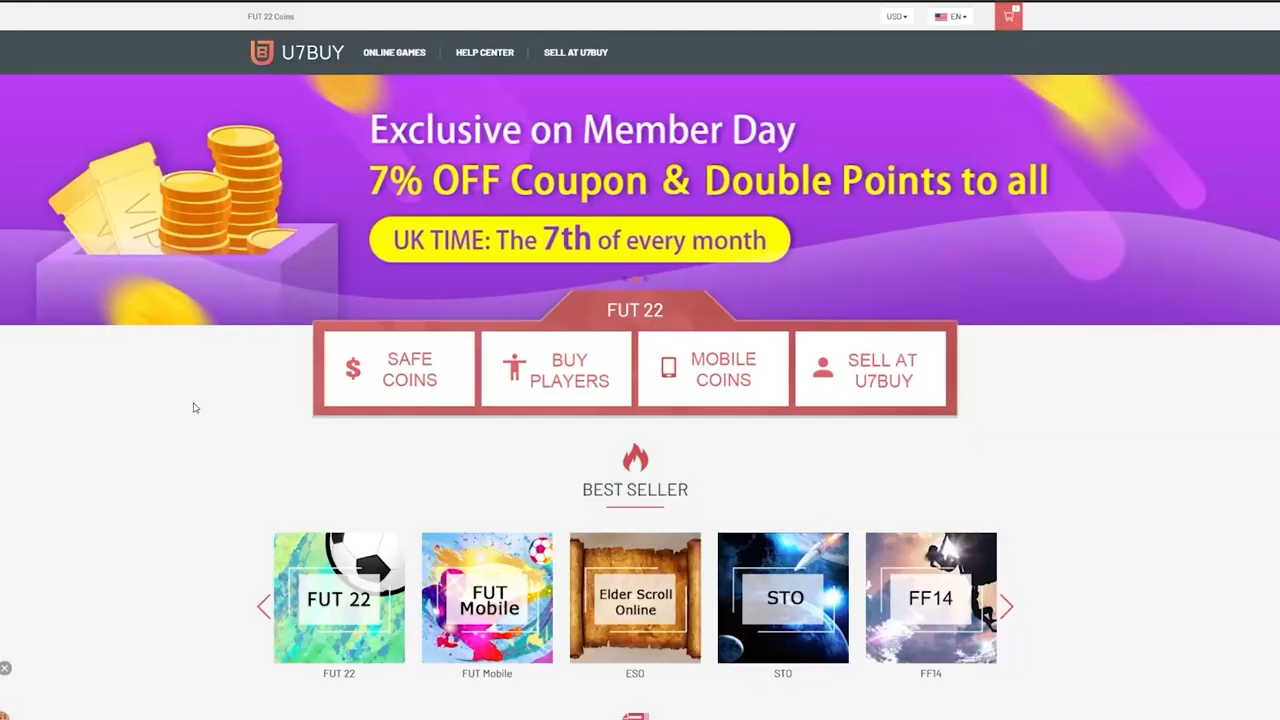 FUT 22 Coins
USD
EN
1
U7BUY
ONLINE GAMES
HELP CENTER
SELL AT U7BUY
Exclusive on Member Day
7% OFF Coupon & Double Points to all
UK TIME: The 7th of every month
VIP
FUT 22
$ SAFE
COINS
BUY
PLAYERS
MOBILE
COINS
SELL AT
U7BUY
BEST SELLER
FUT 22
FUT
Mobile
Elder Scroll
Online
STO
FF14
FUT 22
FUT Mobile
ESO
STO
FF14